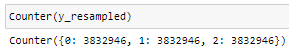 Counter(y_resampled)
Counter({0: 3832946, 1: 3832946, 2: 3832946})